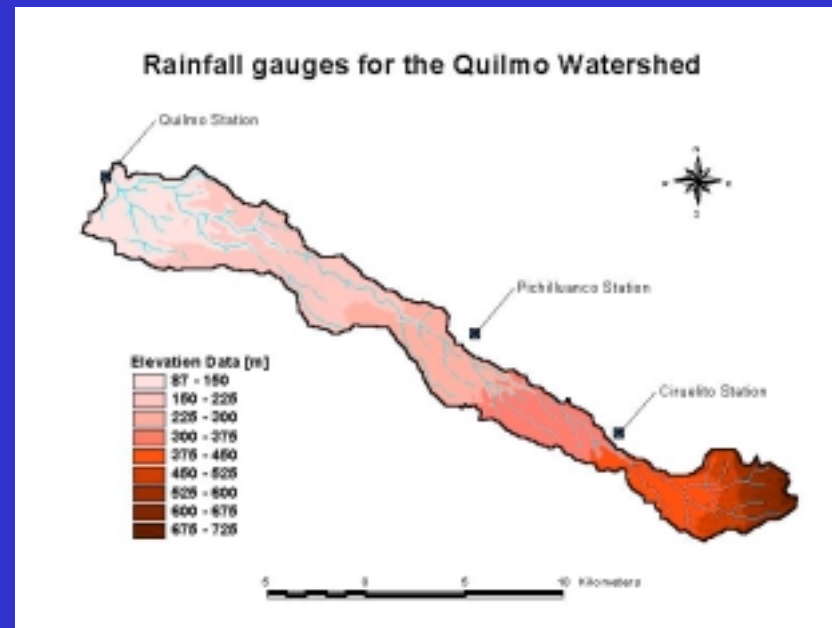 Rainfall gauges for the Quilmo Watershed
Quilmo Station
Pichilluanco Station
Ciruelito Station
Elevation Data [m]
87 - 150
150 - 225
225 - 300
300 - 375
375 - 450
450 - 525
525 - 600
600 - 675
675 - 725
5 0 5 10 Kilometers